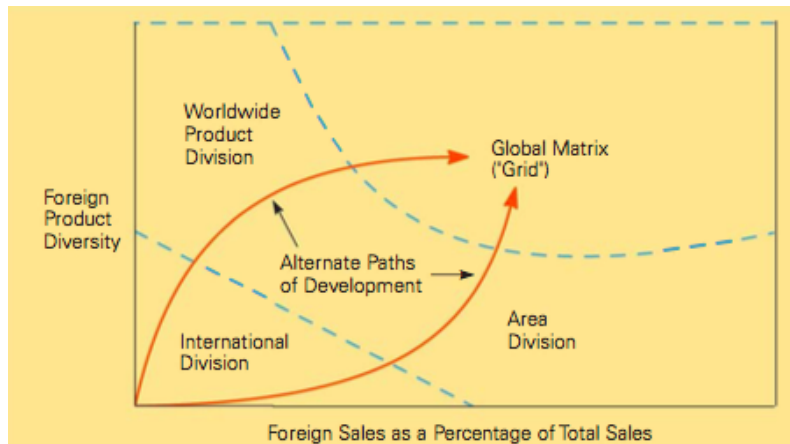 Worldwide
Product
Division
Global Matrix
("Grid")
Foreign
Product
Diversity
Alternate Paths
of Development
International
Division
Area
Division
Foreign Sales as a Percentage of Total Sales